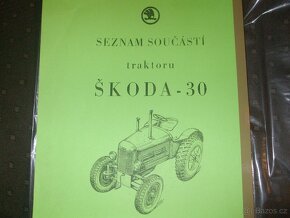 SEZNAM SOUČÁSTÍ
traktoru
ŠKODA - 30